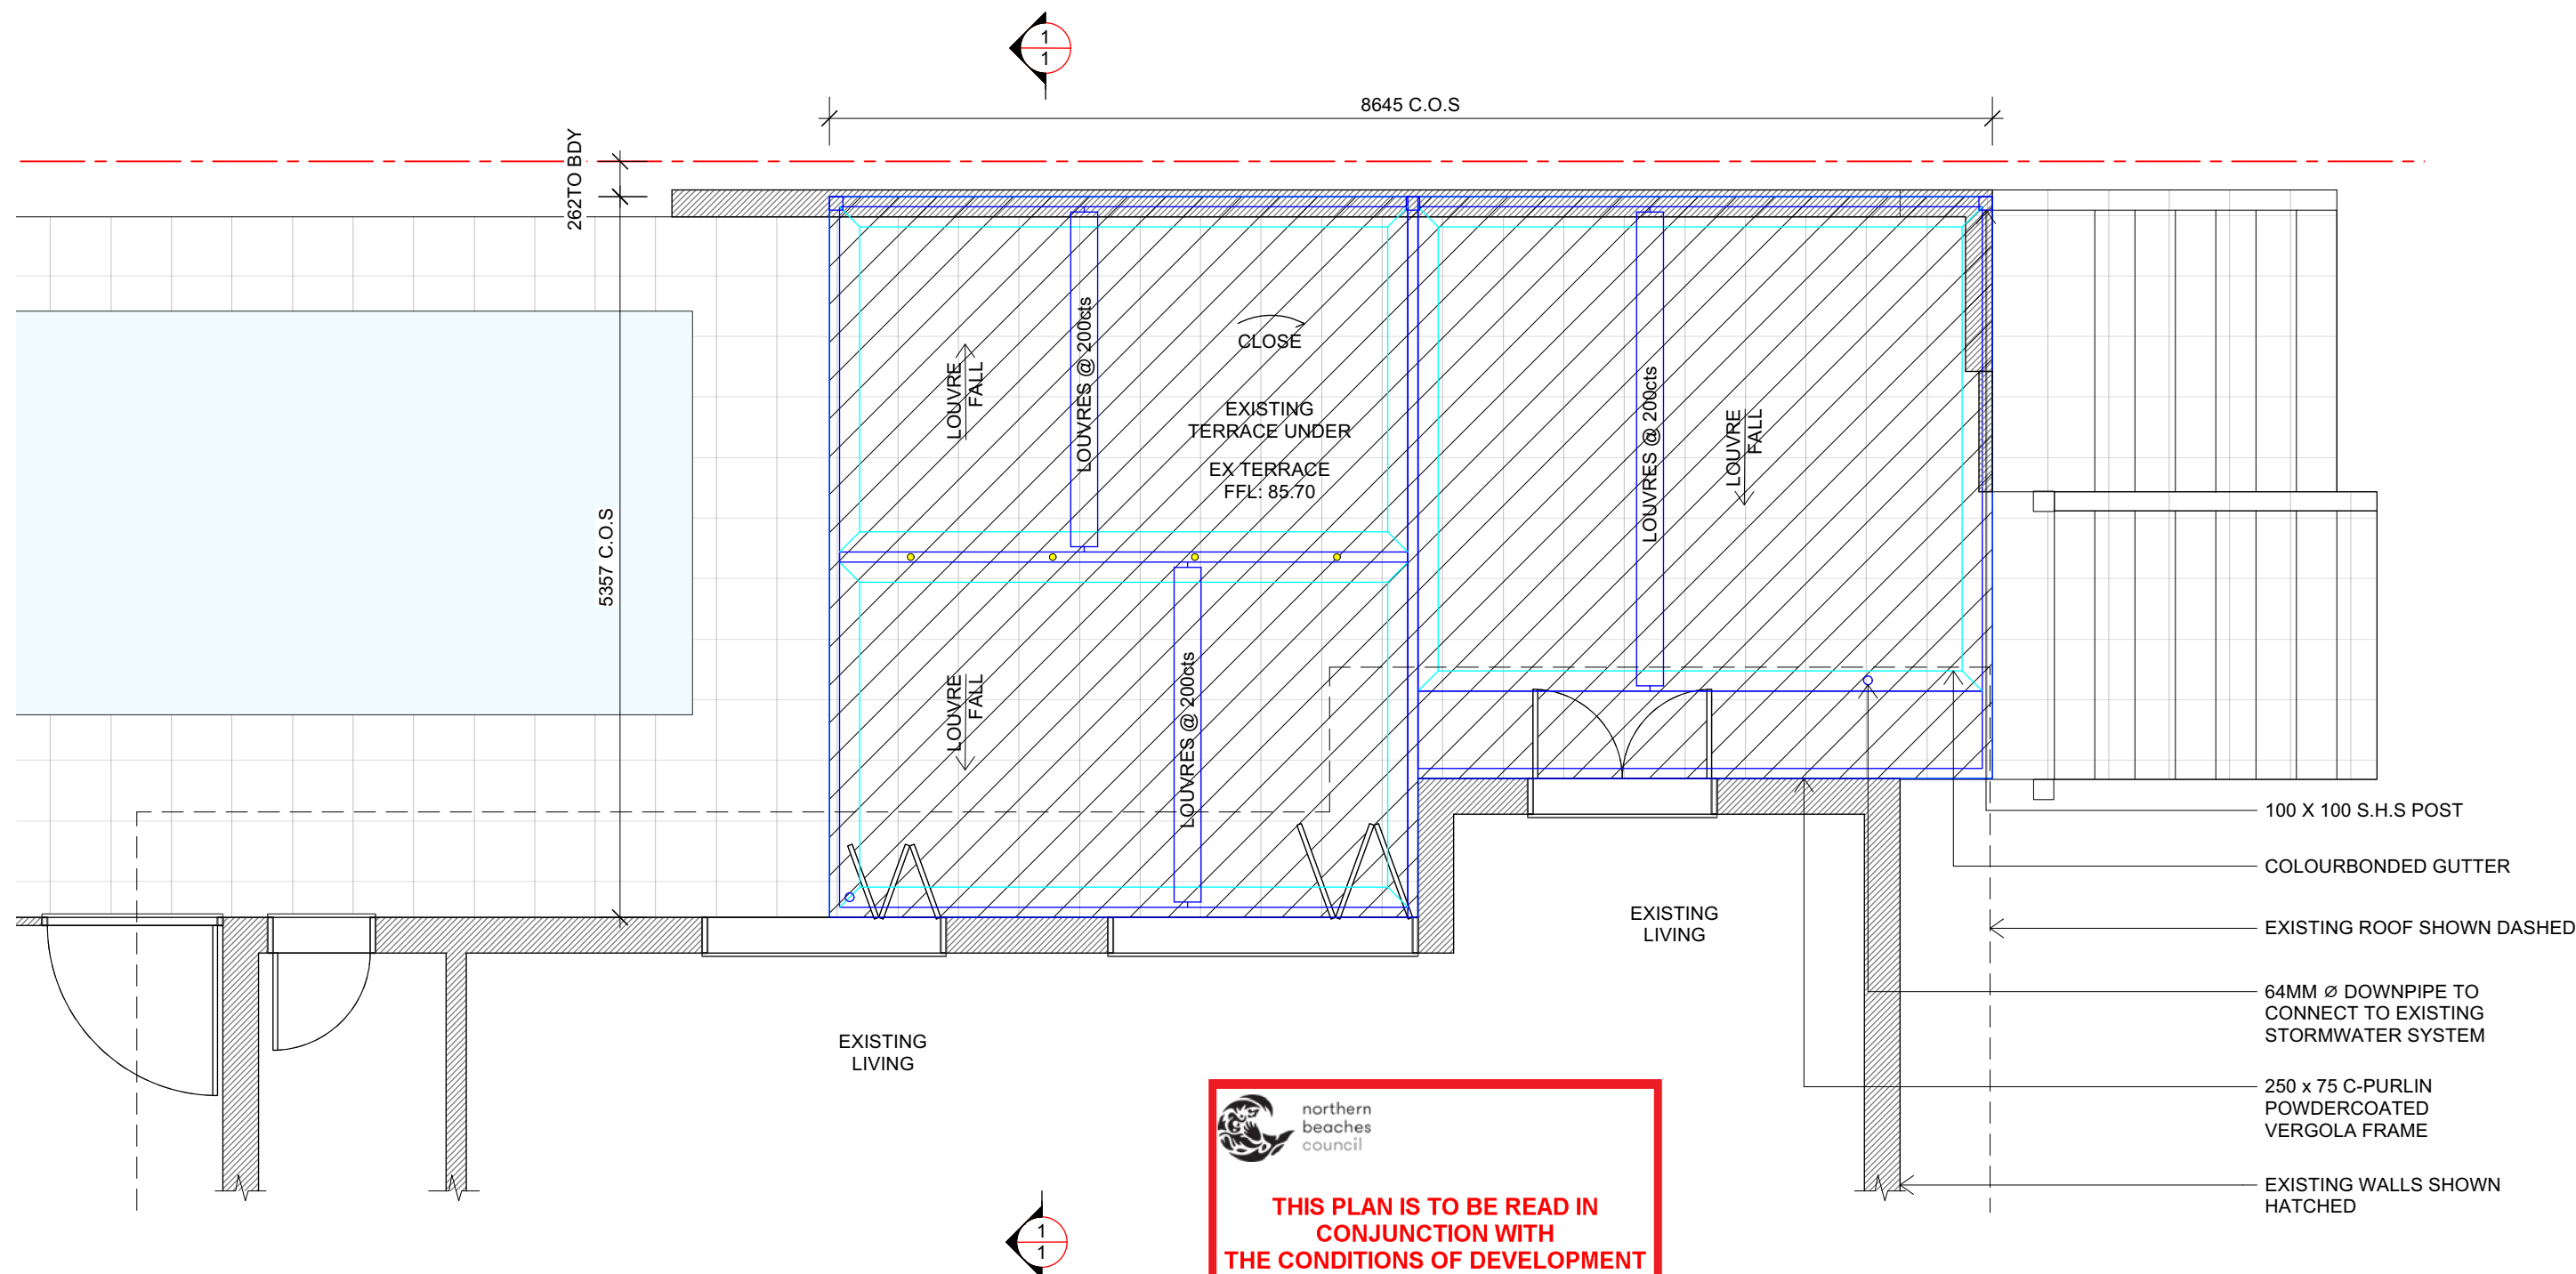 1
1
8645 C.O.S
262TO BDY
5357 C.O.S
LOUVRE
FALL
LOUVRES @ 200cts
CLOSE
EXISTING
TERRACE UNDER
EX TERRACE
FFL: 85.70
LOUVRES @ 200cts
LOUVRE
FALL
LOUVRE
FALL
LOUVRES @ 200cts
100 X 100 S.H.S POST
COLOURBONDED GUTTER
EXISTING ROOF SHOWN DASHED
64MM Ø DOWNPIPE TO
CONNECT TO EXISTING
STORMWATER SYSTEM
250 x 75 C-PURLIN
POWDERCOATED
VERGOLA FRAME
EXISTING WALLS SHOWN
HATCHED
EXISTING
LIVING
EXISTING
LIVING
northern
beaches
council
THIS PLAN IS TO BE READ IN
CONJUNCTION WITH
THE CONDITIONS OF DEVELOPMENT
1
1